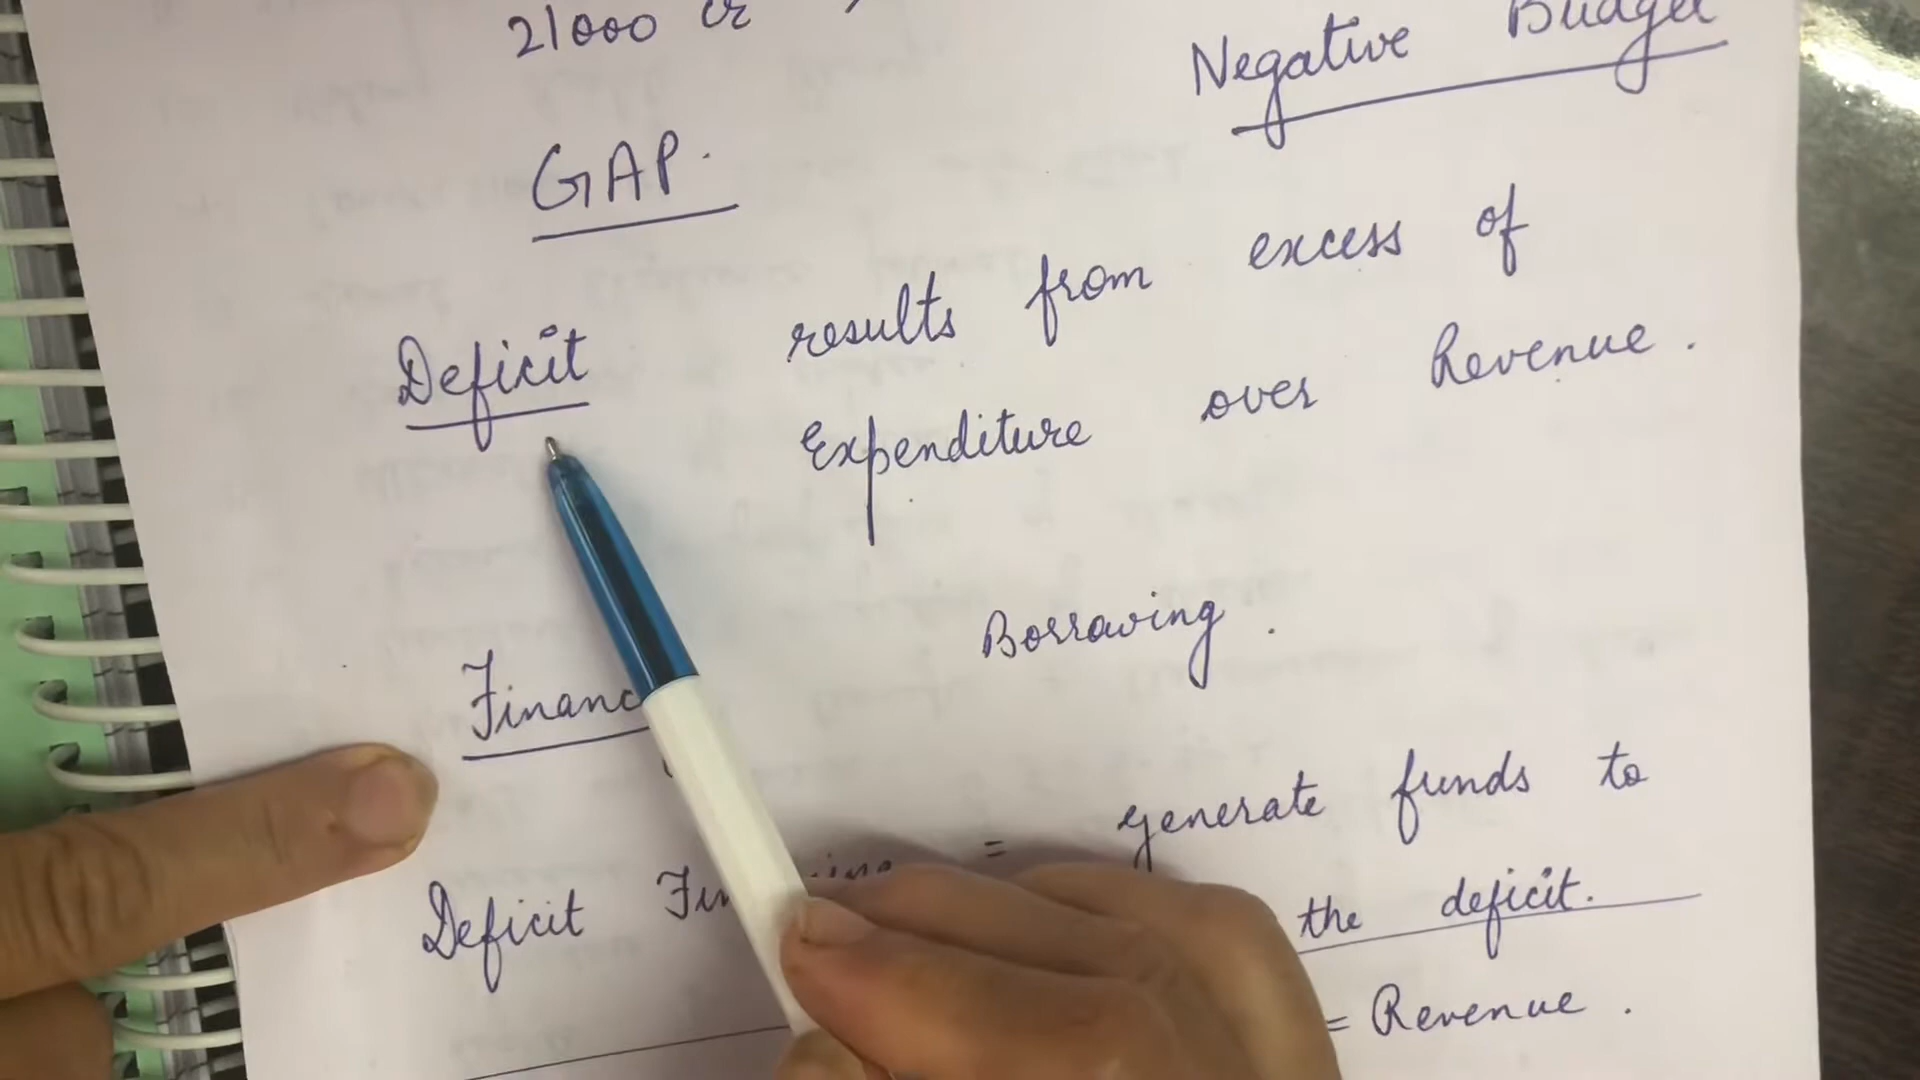 21000 cr
Negative Budget
GAP.
Deficit results from excess of
Expenditure over Revenue.
Borrowing.
Deficit = generate funds to
the deficit.
= Revenue.